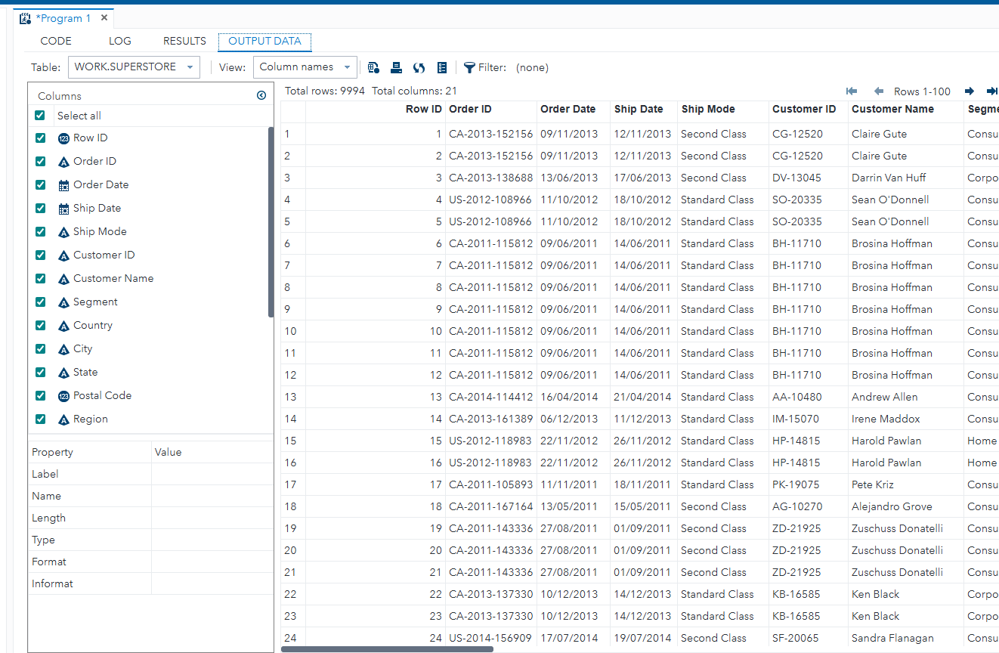 *Program 1 ×
CODE LOG RESULTS OUTPUT DATA
Table: WORK.SUPERSTORE View: Column names Filter: (none)
Columns
Select all
123 Row ID
A Order ID
Order Date
Ship Date
A Ship Mode
A Customer ID
A Customer Name
A Segment
A Country
A City
A State
123 Postal Code
A Region
Property Value
Label
Name
Length
Type
Format
Informat
Total rows: 9994 Total columns: 21 Rows 1-100
Row ID Order ID Order Date Ship Date Ship Mode Customer ID Customer Name Segme
1 1 CA-2013-152156 09/11/2013 12/11/2013 Second Class CG-12520 Claire Gute Consu
2 2 CA-2013-152156 09/11/2013 12/11/2013 Second Class CG-12520 Claire Gute Consu
3 3 CA-2013-138688 13/06/2013 17/06/2013 Second Class DV-13045 Darrin Van Huff Corpo
4 4 US-2012-108966 11/10/2012 18/10/2012 Standard Class SO-20335 Sean O'Donnell Consu
5 5 US-2012-108966 11/10/2012 18/10/2012 Standard Class SO-20335 Sean O'Donnell Consu
6 6 CA-2011-115812 09/06/2011 14/06/2011 Standard Class BH-11710 Brosina Hoffman Consu
7 7 CA-2011-115812 09/06/2011 14/06/2011 Standard Class BH-11710 Brosina Hoffman Consu
8 8 CA-2011-115812 09/06/2011 14/06/2011 Standard Class BH-11710 Brosina Hoffman Consu
9 9 CA-2011-115812 09/06/2011 14/06/2011 Standard Class BH-11710 Brosina Hoffman Consu
10 10 CA-2011-115812 09/06/2011 14/06/2011 Standard Class BH-11710 Brosina Hoffman Consu
11 11 CA-2011-115812 09/06/2011 14/06/2011 Standard Class BH-11710 Brosina Hoffman Consu
12 12 CA-2011-115812 09/06/2011 14/06/2011 Standard Class BH-11710 Brosina Hoffman Consu
13 13 CA-2014-114412 16/04/2014 21/04/2014 Standard Class AA-10480 Andrew Allen Consu
14 14 CA-2013-161389 06/12/2013 11/12/2013 Standard Class IM-15070 Irene Maddox Consu
15 15 US-2012-118983 22/11/2012 26/11/2012 Standard Class HP-14815 Harold Pawlan Home
16 16 US-2012-118983 22/11/2012 26/11/2012 Standard Class HP-14815 Harold Pawlan Home
17 17 CA-2011-105893 11/11/2011 18/11/2011 Standard Class PK-19075 Pete Kriz Consu
18 18 CA-2011-167164 13/05/2011 15/05/2011 Second Class AG-10270 Alejandro Grove Consu
19 19 CA-2011-143336 27/08/2011 01/09/2011 Second Class ZD-21925 Zuschuss Donatelli Consu
20 20 CA-2011-143336 27/08/2011 01/09/2011 Second Class ZD-21925 Zuschuss Donatelli Consu
21 21 CA-2011-143336 27/08/2011 01/09/2011 Second Class ZD-21925 Zuschuss Donatelli Consu
22 22 CA-2013-137330 10/12/2013 14/12/2013 Standard Class KB-16585 Ken Black Corpo
23 23 CA-2013-137330 10/12/2013 14/12/2013 Standard Class KB-16585 Ken Black Corpo
24 24 US-2014-156909 17/07/2014 19/07/2014 Second Class SF-20065 Sandra Flanagan Consu